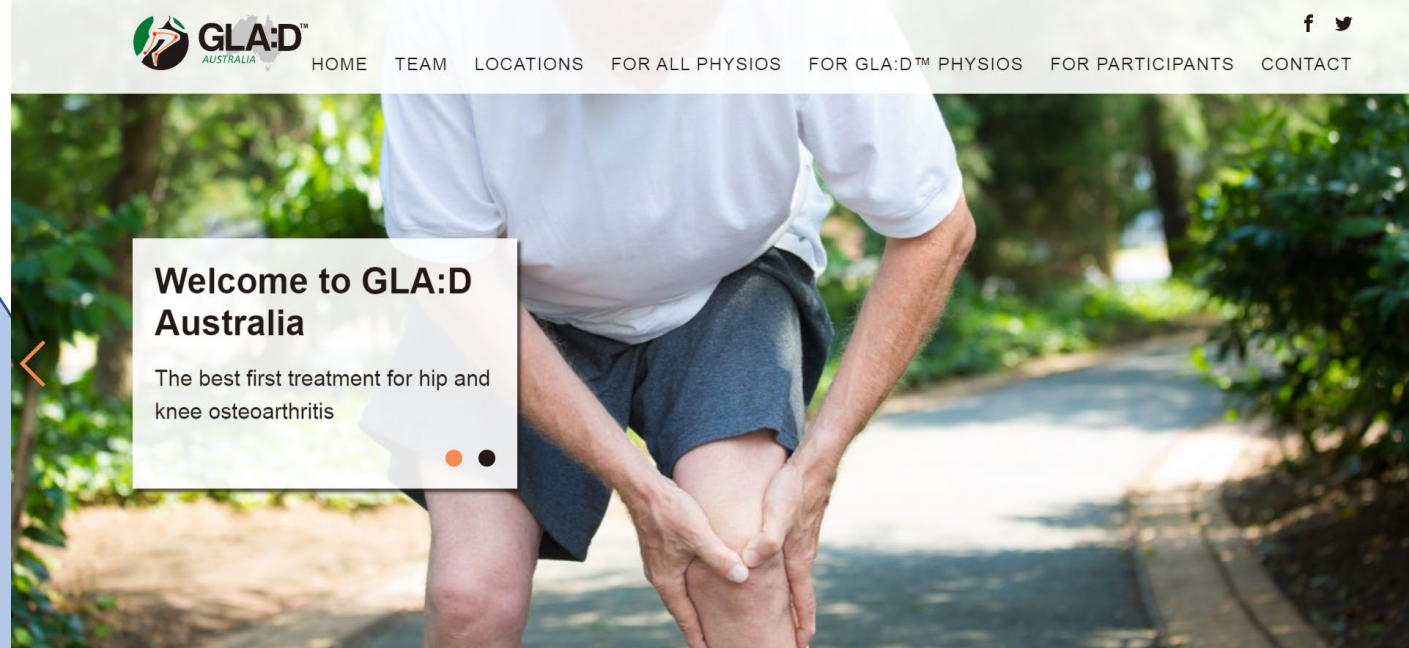 GLA:D™
AUSTRALIA
HOME TEAM LOCATIONS FOR ALL PHYSIOS FOR GLA:D™ PHYSIOS FOR PARTICIPANTS CONTACT
Welcome to GLA:D
Australia
The best first treatment for hip and
knee osteoarthritis